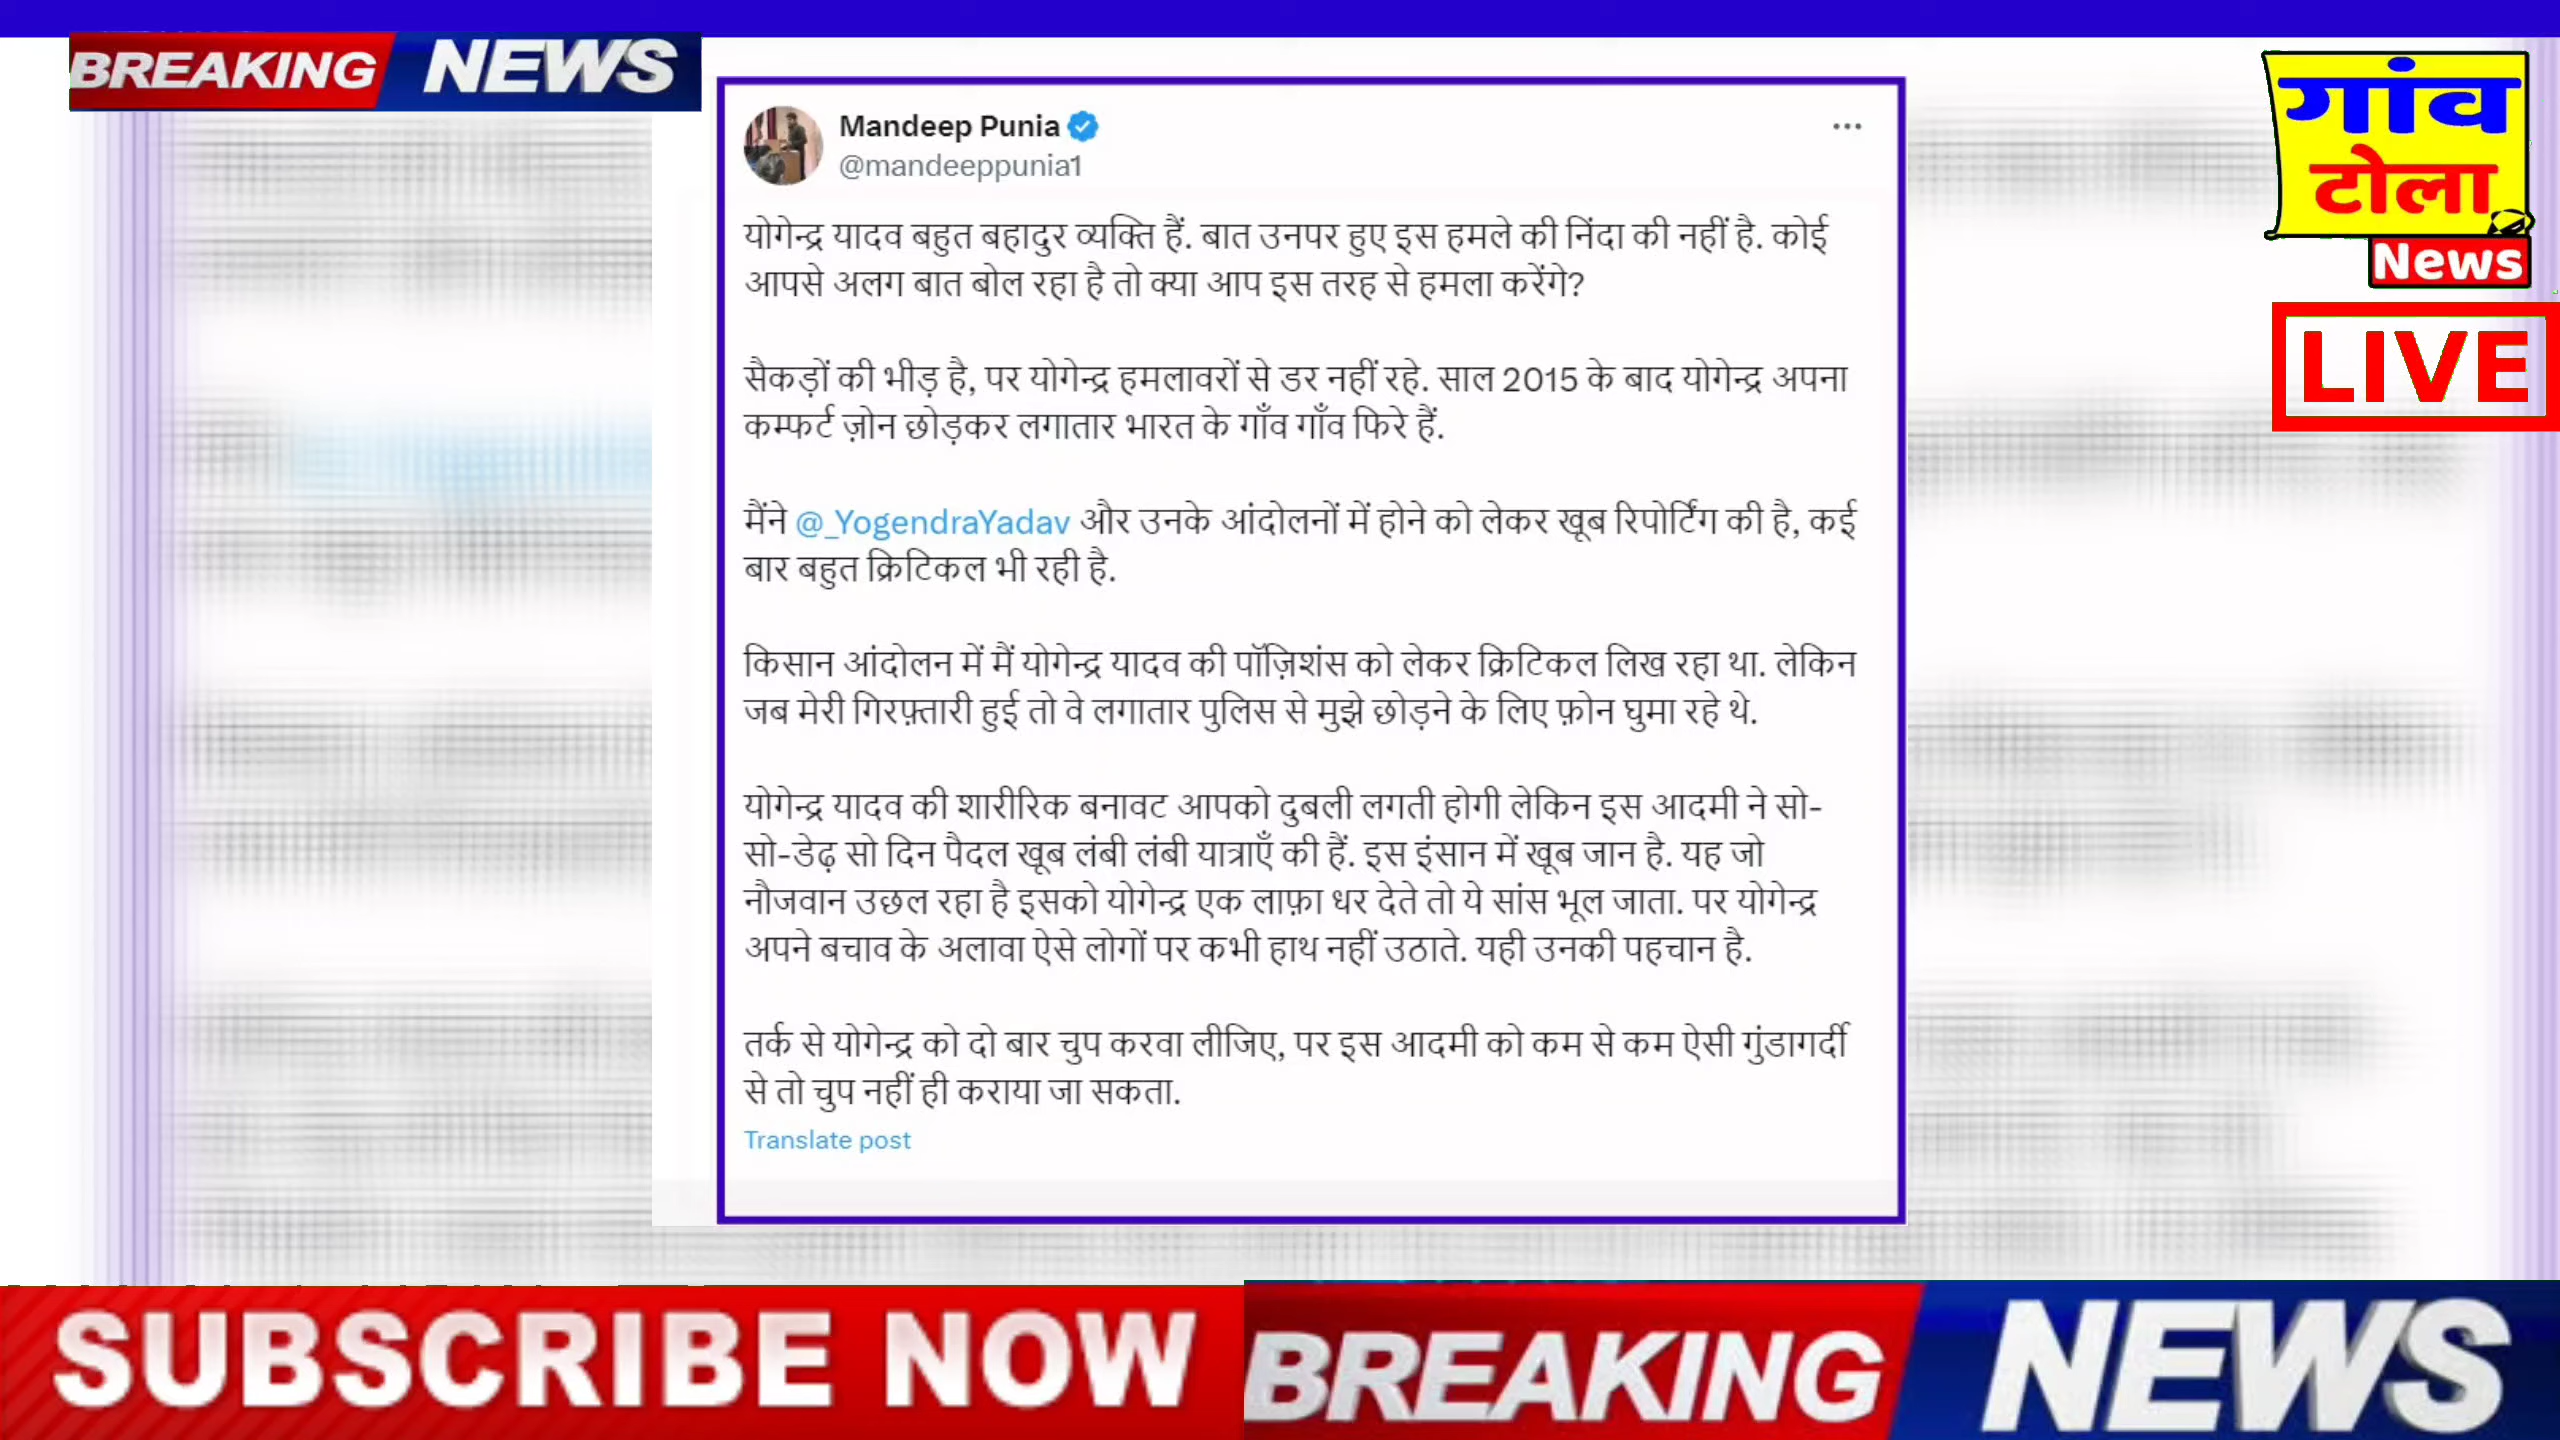 BREAKING NEWS
Mandeep Punia
@mandeeppunia1
योगेन्द्र यादव बहुत बहादुर व्यक्ति हैं. बात उनपर हुए इस हमले की निंदा की नहीं है. कोई
आपसे अलग बात बोल रहा है तो क्या आप इस तरह से हमला करेंगे?
सैकड़ों की भीड़ है, पर योगेन्द्र हमलावरों से डर नहीं रहे. साल 2015 के बाद योगेन्द्र अपना
कम्फर्ट ज़ोन छोड़कर लगातार भारत के गाँव गाँव फिरे हैं.
मैंने @_YogendraYadav और उनके आंदोलनों में होने को लेकर खूब रिपोर्टिंग की है, कई
बार बहुत क्रिटिकल भी रही है.
किसान आंदोलन में मैं योगेन्द्र यादव की पॉज़िशंस को लेकर क्रिटिकल लिख रहा था. लेकिन
जब मेरी गिरफ़्तारी हुई तो वे लगातार पुलिस से मुझे छोड़ने के लिए फ़ोन घुमा रहे थे.
योगेन्द्र यादव की शारीरिक बनावट आपको दुबली लगती होगी लेकिन इस आदमी ने सो-
सो-डेढ़ सो दिन पैदल खूब लंबी लंबी यात्राएँ की हैं. इस इंसान में खूब जान है. यह जो
नौजवान उछल रहा है इसको योगेन्द्र एक लाफ़ा धर देते तो ये सांस भूल जाता. पर योगेन्द्र
अपने बचाव के अलावा ऐसे लोगों पर कभी हाथ नहीं उठाते. यही उनकी पहचान है.
तर्क से योगेन्द्र को दो बार चुप करवा लीजिए, पर इस आदमी को कम से कम ऐसी गुंडागर्दी
से तो चुप नहीं ही कराया जा सकता.
Translate post
गांव
टोला
News
LIVE
SUBSCRIBE NOW
BREAKING NEWS